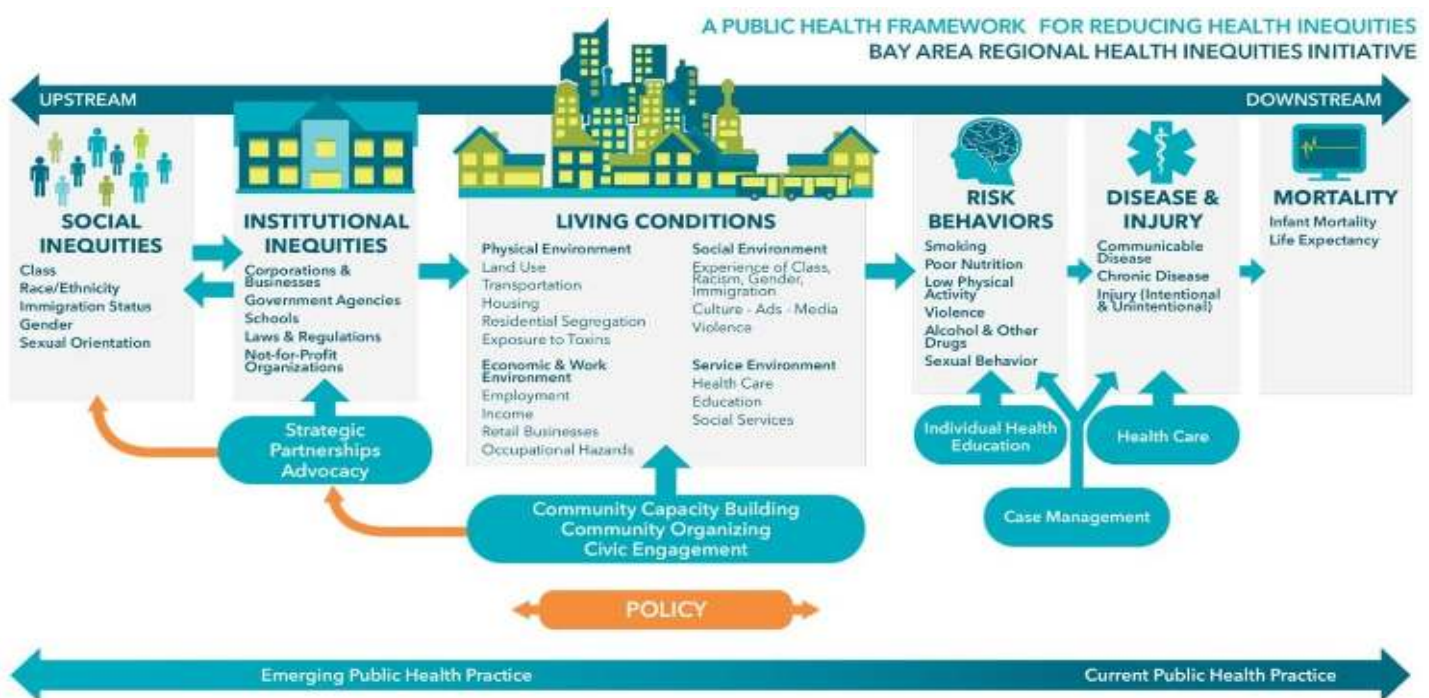 A PUBLIC HEALTH FRAMEWORK FOR REDUCING HEALTH INEQUITIES
BAY AREA REGIONAL HEALTH INEQUITIES INITIATIVE
UPSTREAM
DOWNSTREAM
SOCIAL
INEQUITIES
Class
Race/Ethnicity
Immigration Status
Gender
Sexual Orientation
INSTITUTIONAL
INEQUITIES
Corporations &
Businesses
Government Agencies
Schools
Laws & Regulations
Not-for-Profit
Organizations
LIVING CONDITIONS
Physical Environment
Land Use
Transportation
Housing
Residential Segregation
Exposure to Toxins
Economic & Work
Environment
Employment
Income
Retail Businesses
Occupational Hazards
Social Environment
Experience of Class,
Racism, Gender,
Immigration
Culture - Ads - Media
Violence
Service Environment
Health Care
Education
Social Services
RISK
BEHAVIORS
Smoking
Poor Nutrition
Low Physical
Activity
Violence
Alcohol & Other
Drugs
Sexual Behavior
DISEASE &
INJURY
Communicable
Disease
Chronic Disease
Injury (Intentional
& Unintentional)
MORTALITY
Infant Mortality
Life Expectancy
Strategic
Partnerships
Advocacy
Community Capacity Building
Community Organizing
Civic Engagement
Individual Health
Education
Health Care
Case Management
POLICY
Emerging Public Health Practice
Current Public Health Practice